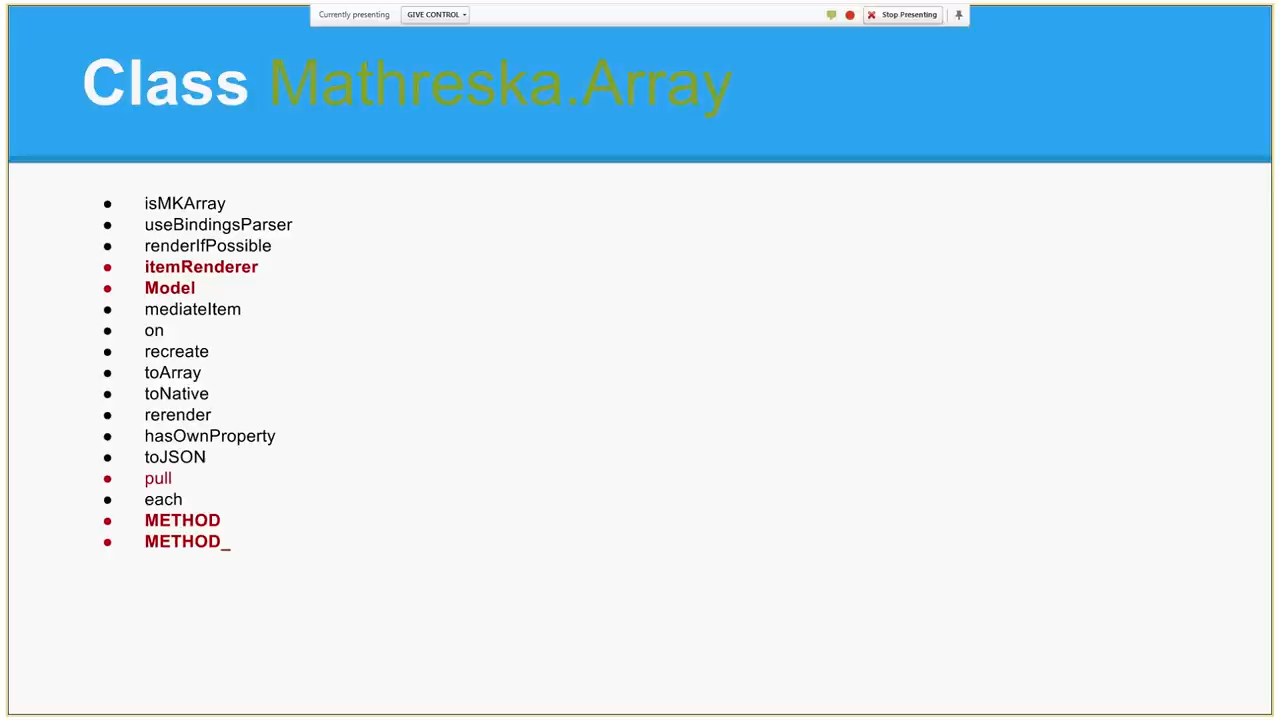 Currently presenting GIVE CONTROL Stop Presenting
Class Mathreska.Array
● isMKArray
● useBindingsParser
● renderIfPossible
● itemRenderer
● Model
● mediateItem
● on
● recreate
● toArray
● toNative
● rerender
● hasOwnProperty
● toJSON
● pull
● each
● METHOD
● METHOD_